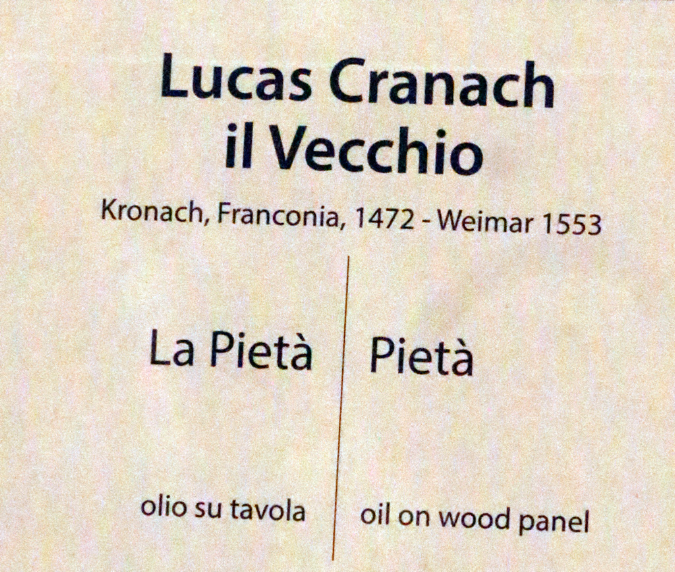 Lucas Cranach
il Vecchio
Kronach, Franconia, 1472 - Weimar 1553
La Pietà
Pietà
olio su tavola
oil on wood panel